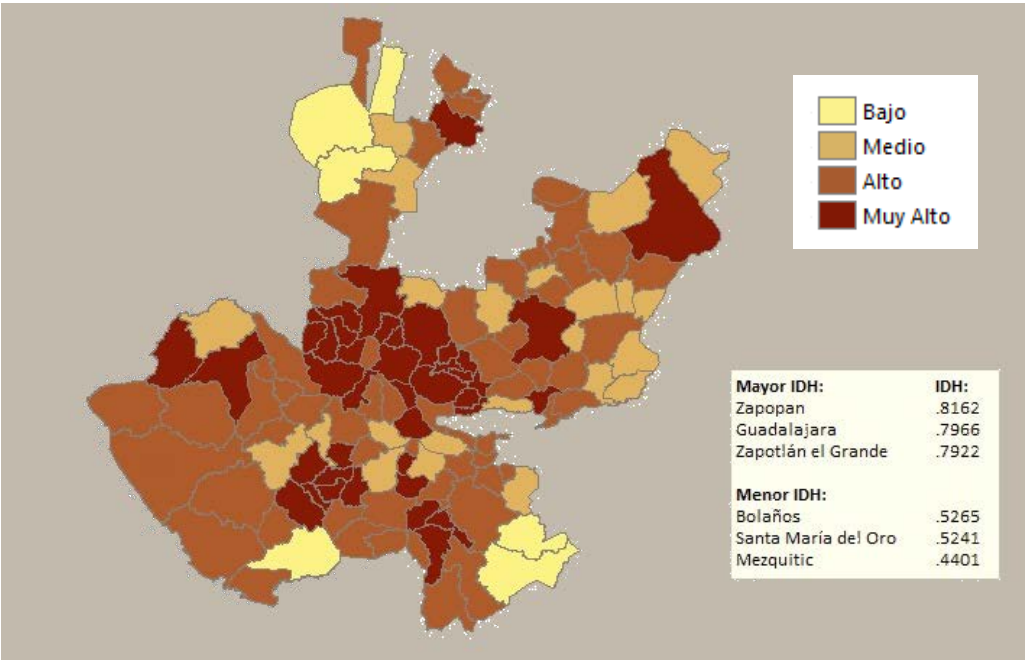 Bajo
Medio
Alto
Muy Alto
Mayor IDH: IDH:
Zapopan .8162
Guadalajara .7966
Zapotlán el Grande .7922
Menor IDH:
Bolaños .5265
Santa María del Oro .5241
Mezquitic .4401